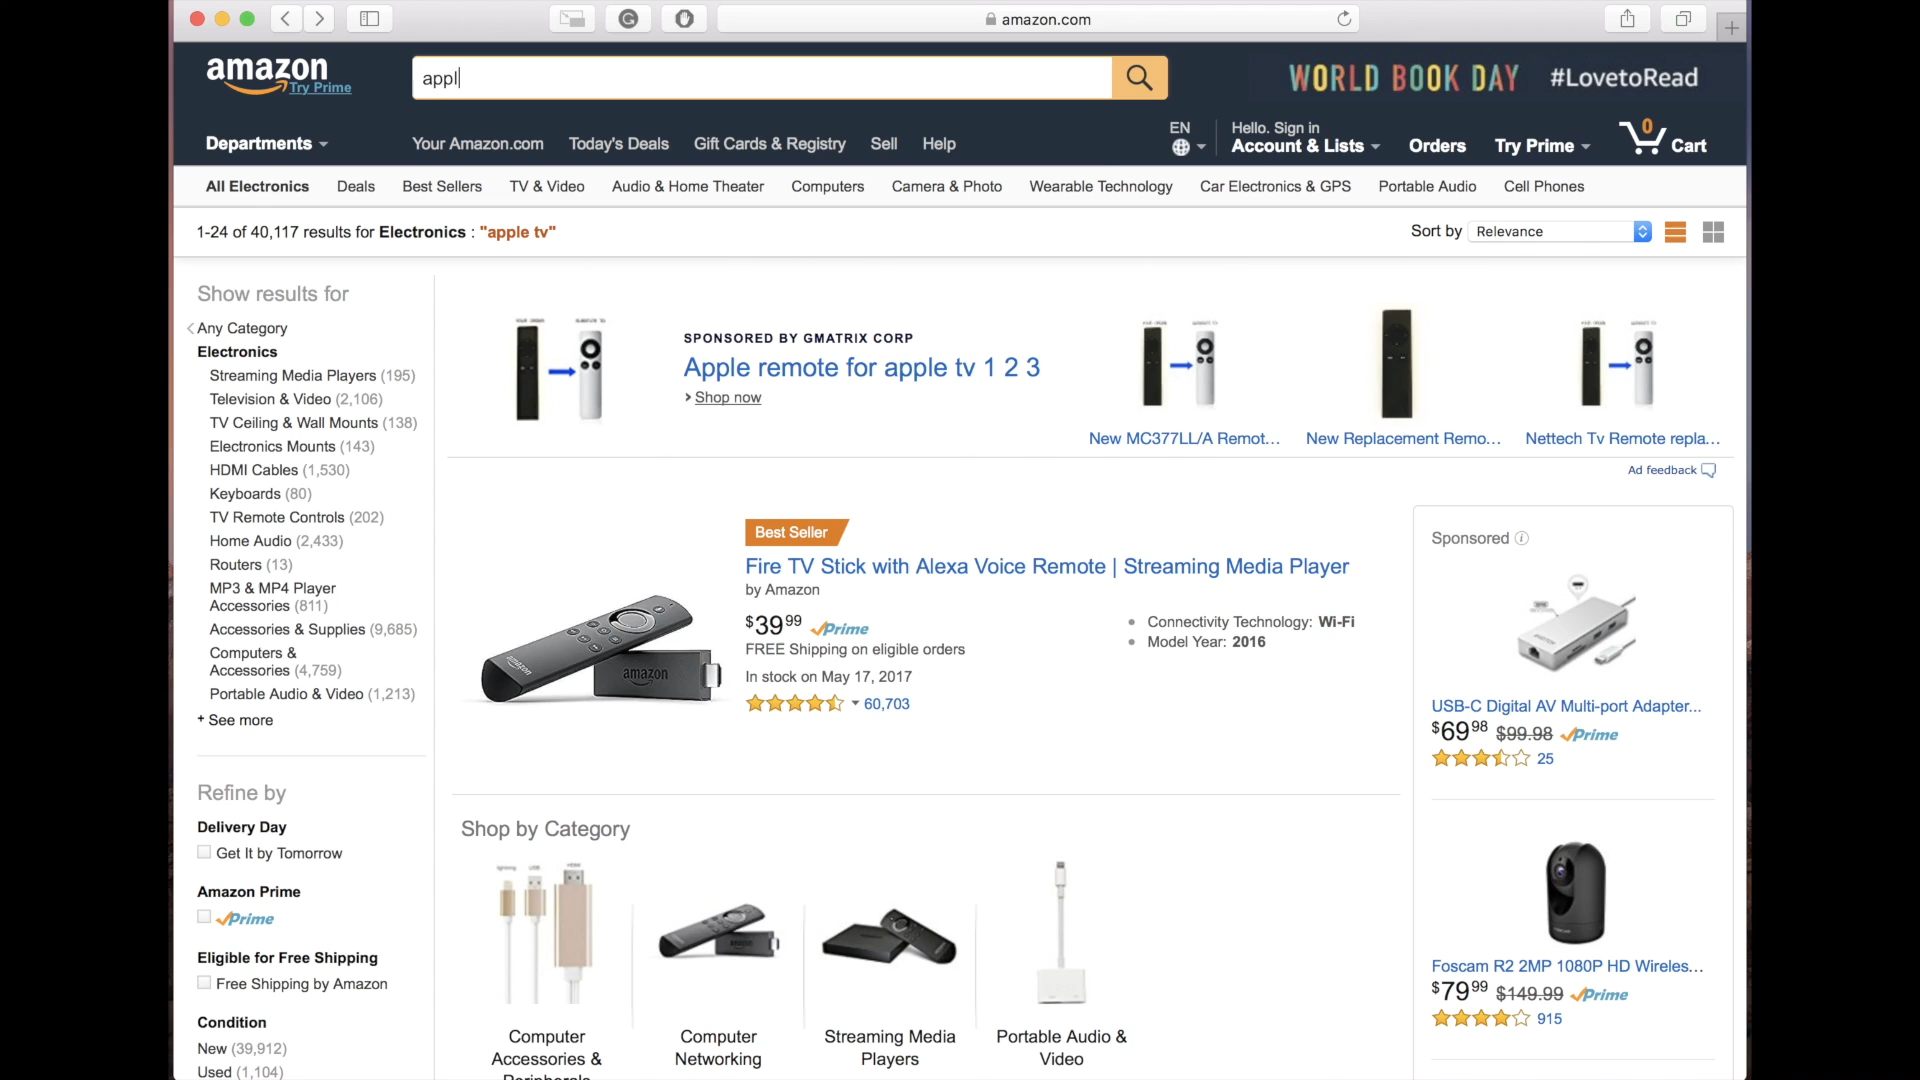 amazon.com
amazon
Try Prime
appl
WORLD BOOK DAY #LovetoRead
Departments
Your Amazon.com Today's Deals Gift Cards & Registry Sell Help
EN
Hello. Sign in
Account & Lists
Orders
Try Prime
0
Cart
All Electronics Deals Best Sellers TV & Video Audio & Home Theater Computers Camera & Photo Wearable Technology Car Electronics & GPS Portable Audio Cell Phones
1-24 of 40,117 results for Electronics : "apple tv"
Sort by Relevance
Show results for
Any Category
Electronics
Streaming Media Players (195)
Television & Video (2,106)
TV Ceiling & Wall Mounts (138)
Electronics Mounts (143)
HDMI Cables (1,530)
Keyboards (80)
TV Remote Controls (202)
Home Audio (2,433)
Routers (13)
MP3 & MP4 Player
Accessories (811)
Accessories & Supplies (9,685)
Computers &
Accessories (4,759)
Portable Audio & Video (1,213)
+ See more
Refine by
Delivery Day
Get It by Tomorrow
Amazon Prime
Prime
Eligible for Free Shipping
Free Shipping by Amazon
Condition
New (39,912)
Used (1,104)
SPONSORED BY GMATRIX CORP
Apple remote for apple tv 1 2 3
› Shop now
New MC377LL/A Remot...
New Replacement Remo...
Nettech Tv Remote repla...
Ad feedback
Best Seller
Fire TV Stick with Alexa Voice Remote | Streaming Media Player
by Amazon
$39 99 Prime
FREE Shipping on eligible orders
In stock on May 17, 2017
60,703
• Connectivity Technology: Wi-Fi
• Model Year: 2016
amazon
amazon
Shop by Category
lightning USB HDMI
Computer
Accessories &
Peripherals
Computer
Networking
Streaming Media
Players
Portable Audio &
Video
Sponsored
USB-C Digital AV Multi-port Adapter...
$69 98 $99.98 Prime
25
Foscam R2 2MP 1080P HD Wireles...
$79 99 $149.99 Prime
915